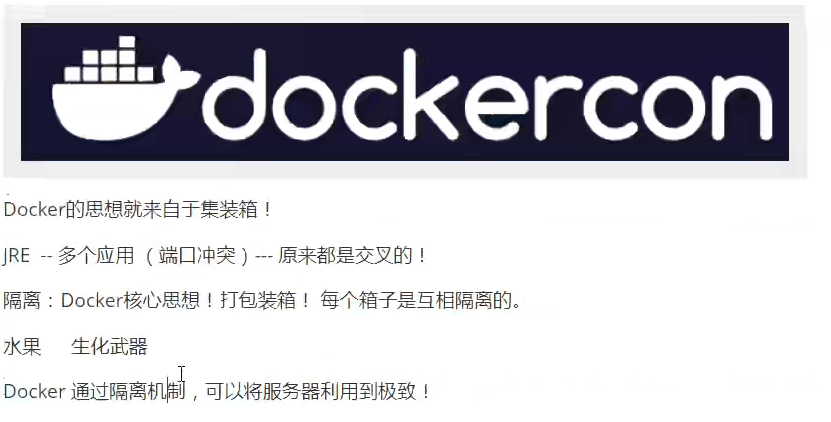 dockercon
Docker的思想就来自于集装箱！
JRE -- 多个应用（端口冲突）--- 原来都是交叉的！
隔离：Docker核心思想！打包装箱！ 每个箱子是互相隔离的。
水果 生化武器
Docker 通过隔离机制，可以将服务器利用到极致！